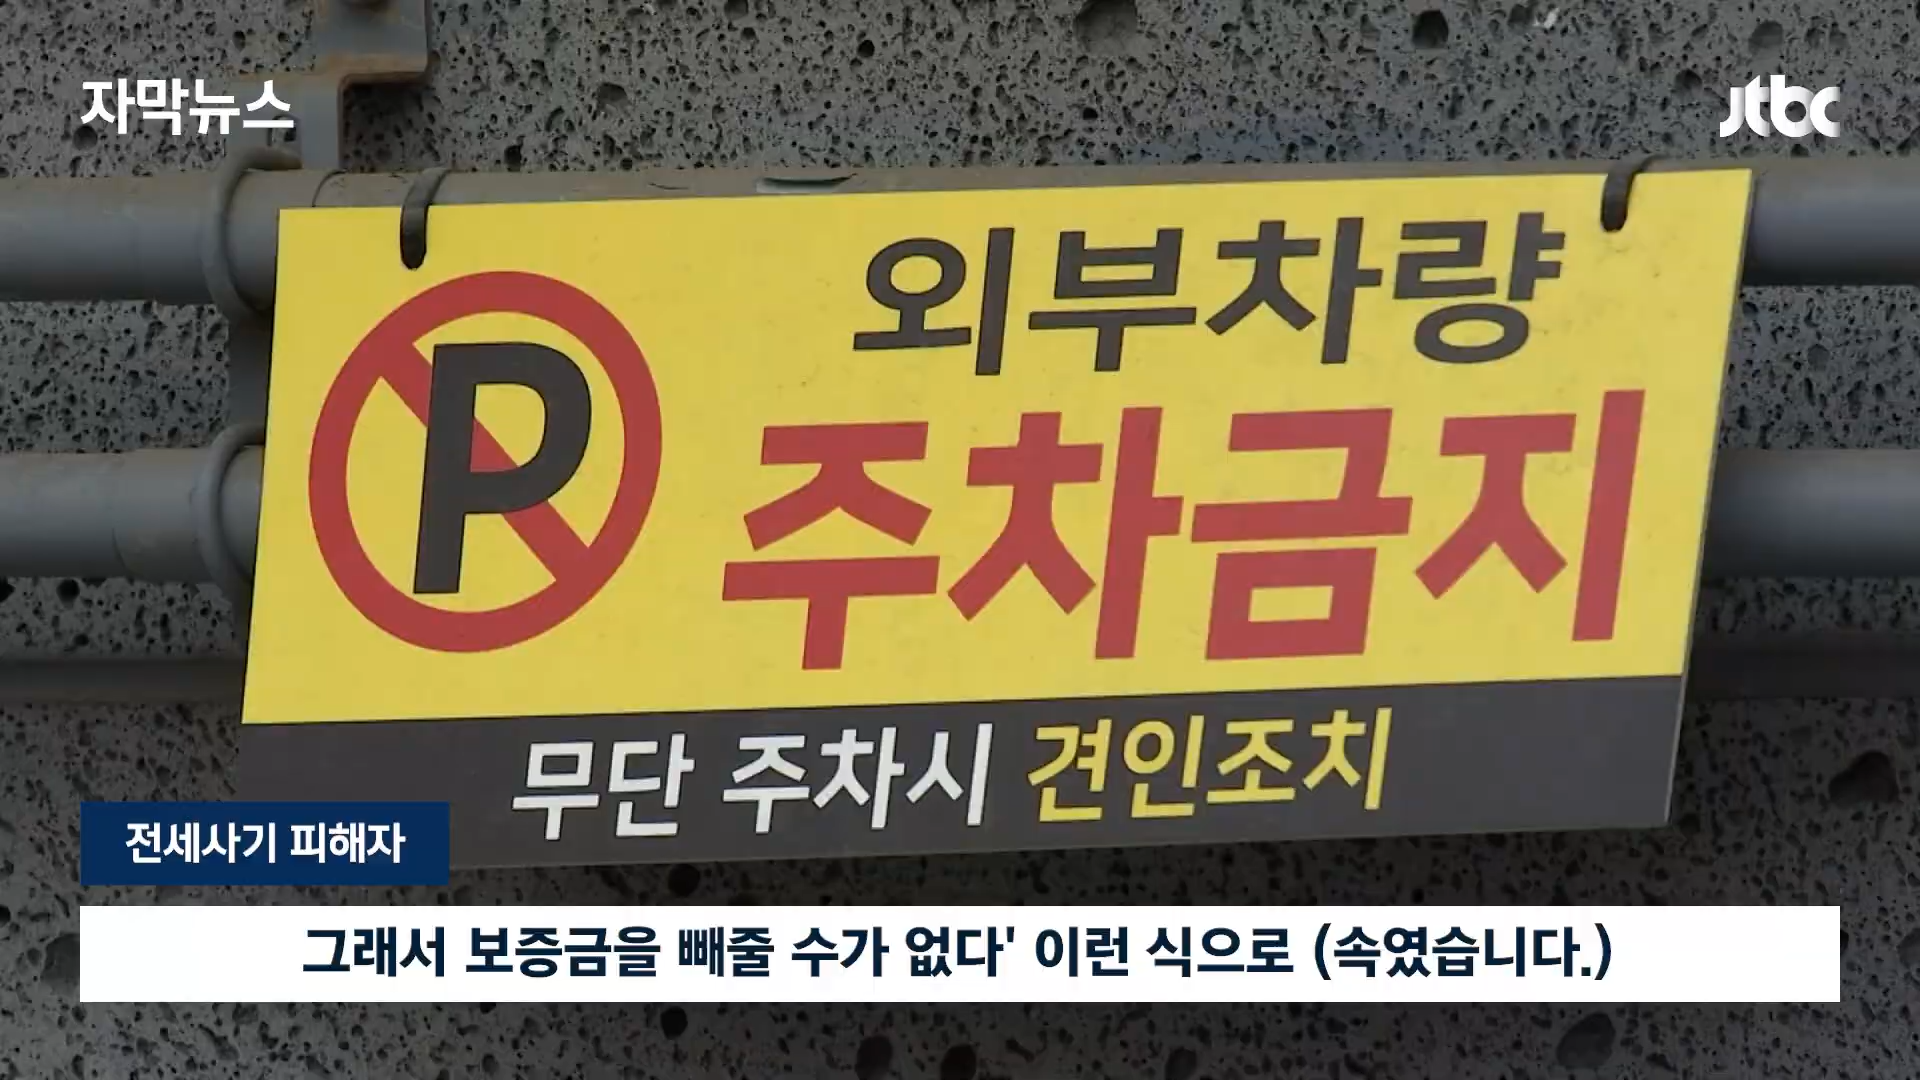 자막뉴스
jtbc
외부차량
P
주차금지
무단 주차시 견인조치
전세사기 피해자
그래서 보증금을 빼줄 수가 없다' 이런 식으로 (속였습니다.)